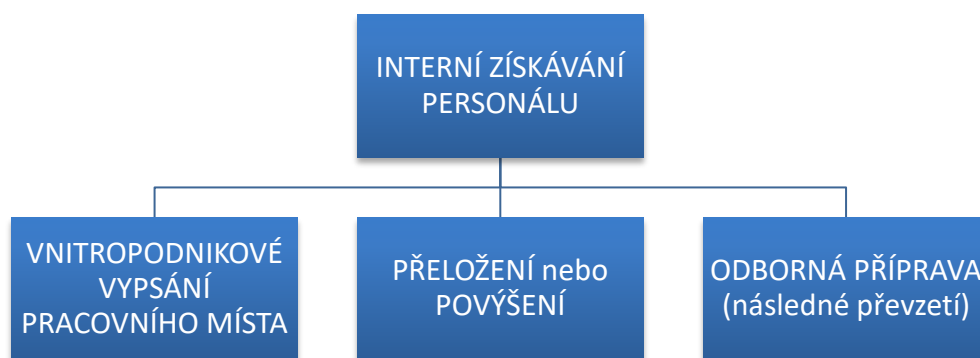 INTERNÍ ZÍSKÁVÁNÍ
PERSONÁLU
VNITROPODNIKOVÉ
VYPSÁNÍ
PRACOVNÍHO MÍSTA
PŘELOŽENÍ nebo
POVÝŠENÍ
ODBORNÁ PŘÍPRAVA
(následné převzetí)